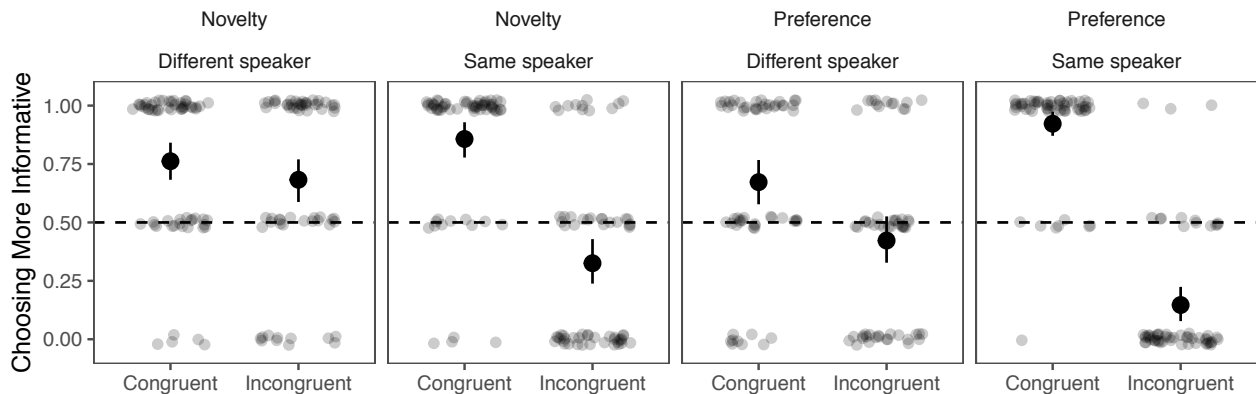 Novelty Novelty Preference Preference
Different speaker Same speaker Different speaker Same speaker
Choosing More Informative
1.00
0.75
0.50
0.25
0.00
Congruent Incongruent Congruent Incongruent Congruent Incongruent Congruent Incongruent